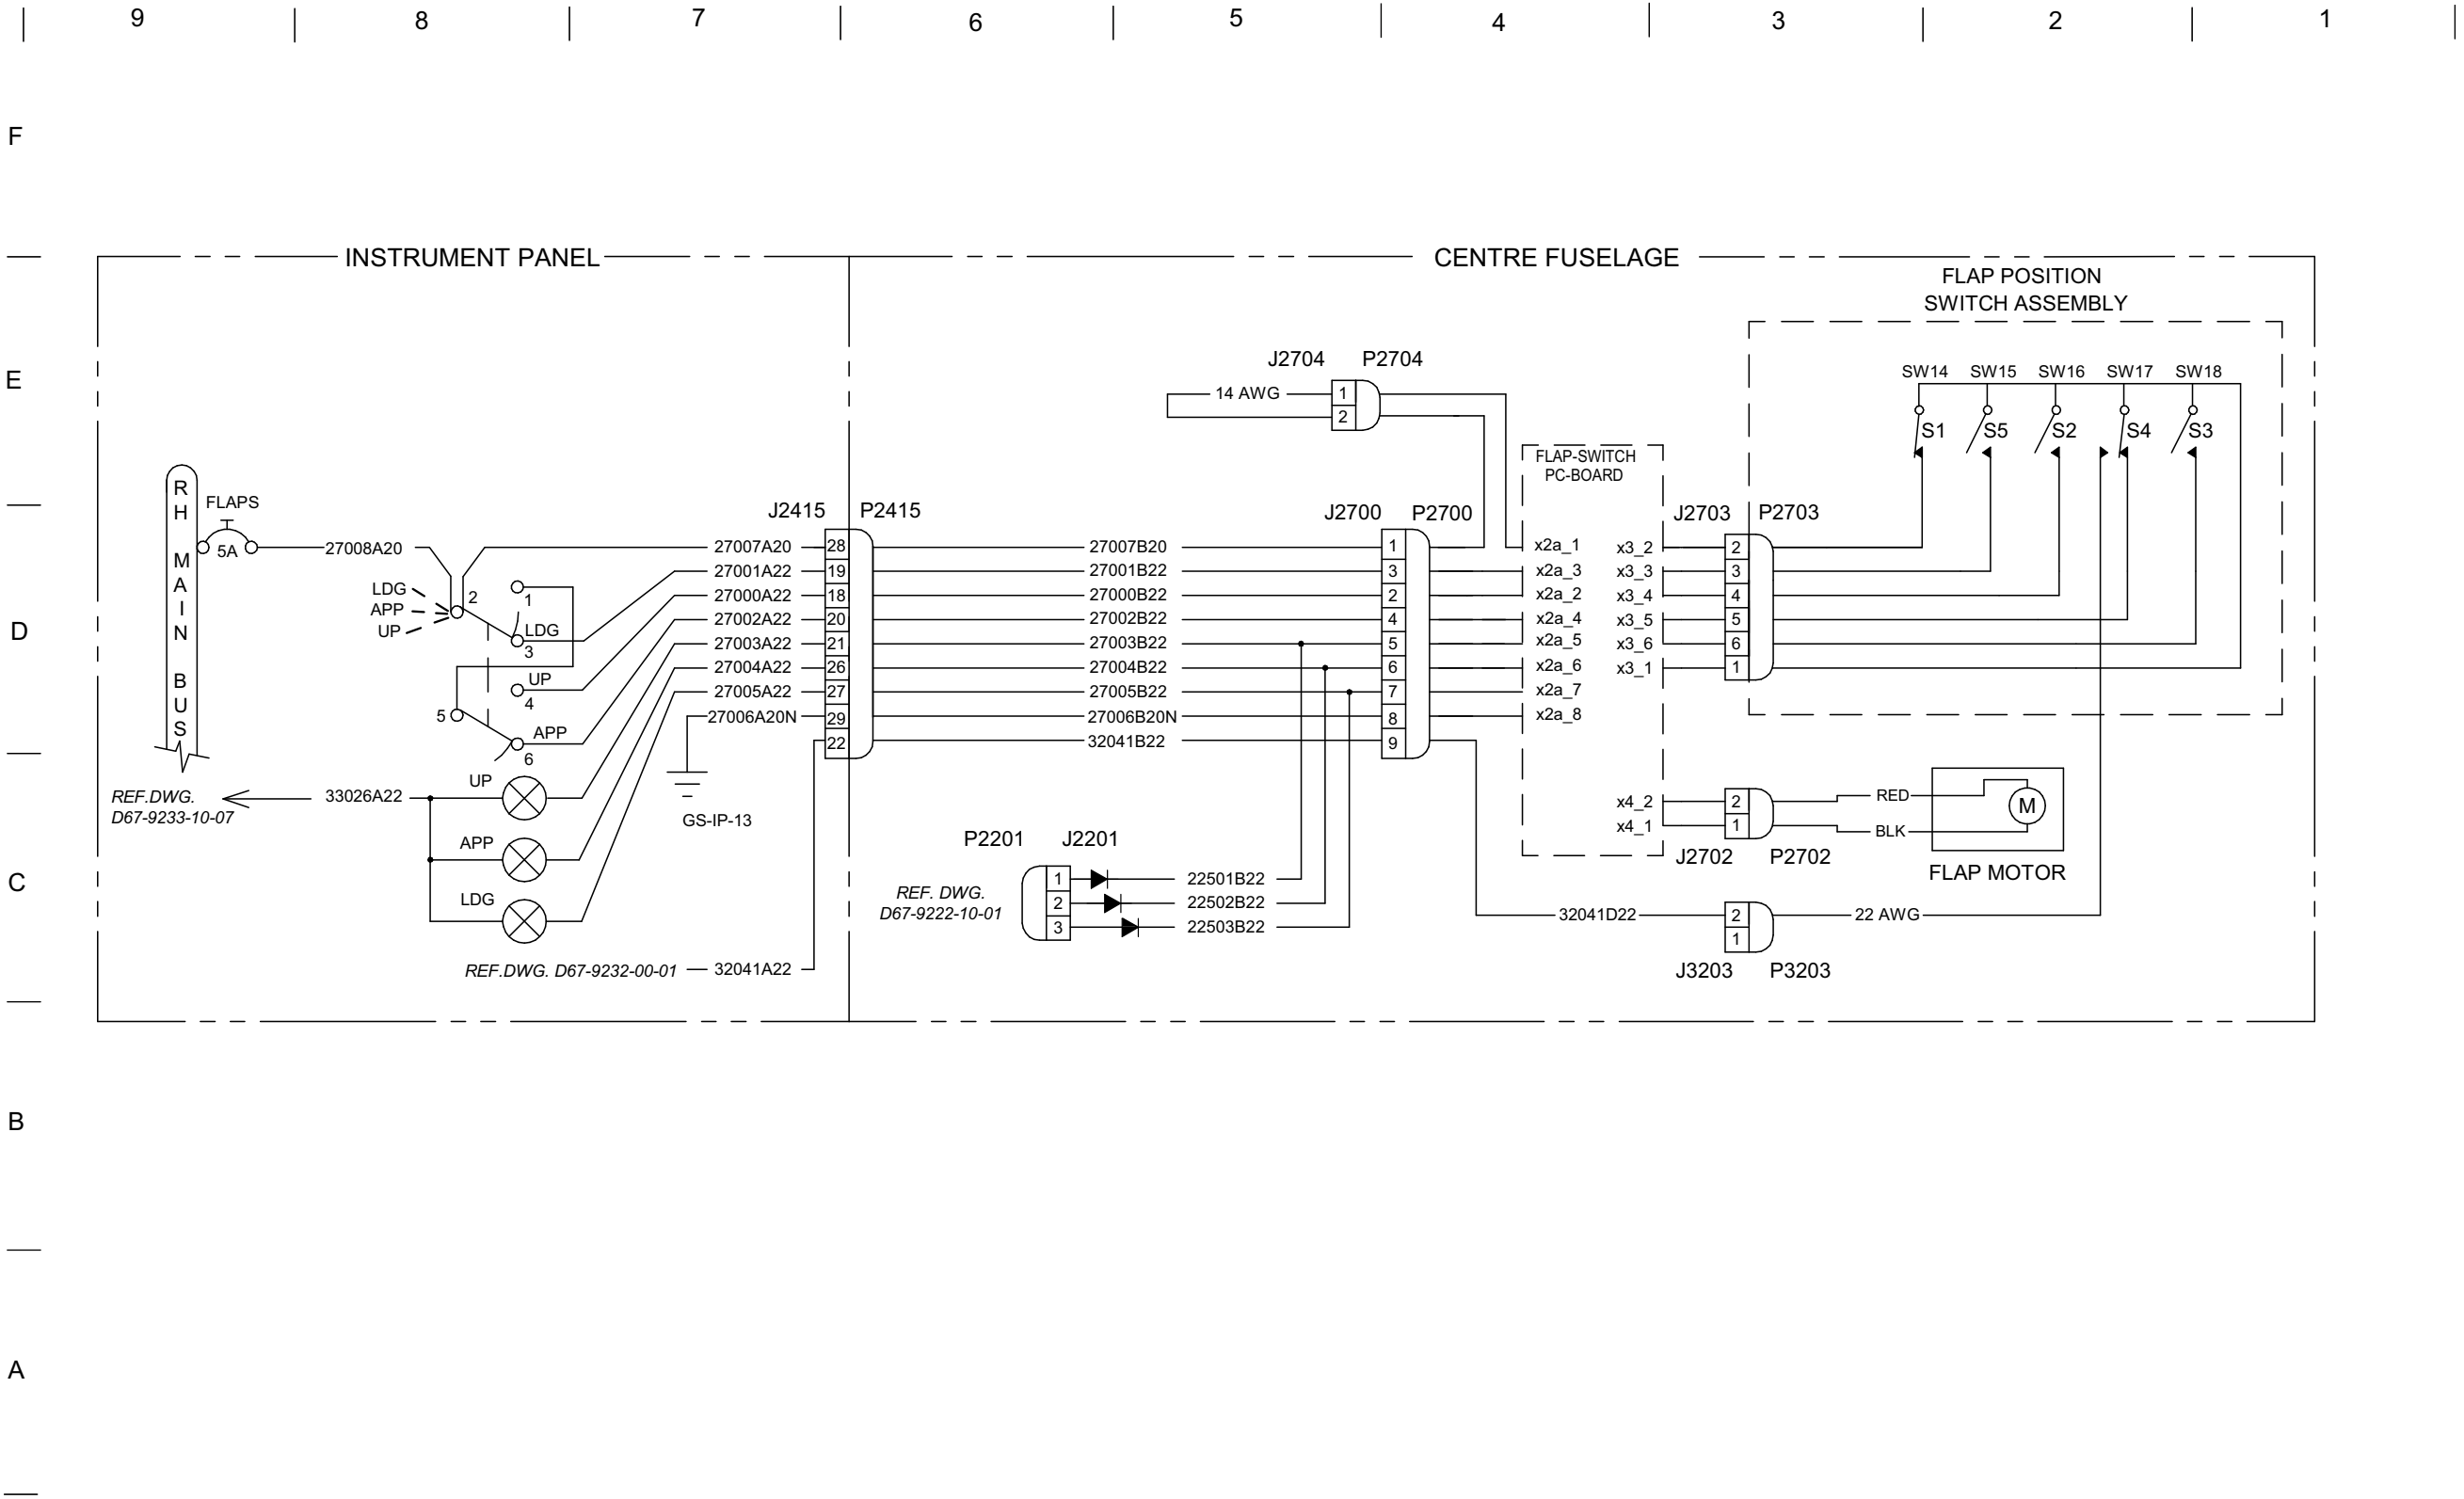 9 8 7 6 5 4 3 2 1
F
INSTRUMENT PANEL
CENTRE FUSELAGE
FLAP POSITION
SWITCH ASSEMBLY
E
J2704 P2704
14 AWG 1
2
SW14 SW15 SW16 SW17 SW18
S1 S5 S2 S4 S3
FLAP-SWITCH
PC-BOARD
RH MAIN BUS
FLAPS
5A
27008A20
J2415 P2415
J2700 P2700
J2703 P2703
27007A20 28 27007B20 1 x2a_1 x3_2 2
27001A22 19 27001B22 3 x2a_3 x3_3 3
27000A22 18 27000B22 2 x2a_2 x3_4 4
27002A22 20 27002B22 4 x2a_4 x3_5 5
27003A22 21 27003B22 5 x2a_5 x3_6 6
27004A22 26 27004B22 6 x2a_6 x3_1 1
27005A22 27 27005B22 7 x2a_7
27006A20N 29 27006B20N 8 x2a_8
22 32041B22 9
D
LDG
APP
UP
2
1
LDG
3
UP
4
5
APP
6
GS-IP-13
REF.DWG.
D67-9233-10-07
33026A22
UP
APP
LDG
C
P2201 J2201
REF. DWG.
D67-9222-10-01
1 22501B22
2 22502B22
3 22503B22
REF.DWG. D67-9232-00-01 32041A22
x4_2 2 RED
x4_1 1 BLK
M
J2702 P2702
FLAP MOTOR
32041D22 2 22 AWG
1
J3203 P3203
B
A